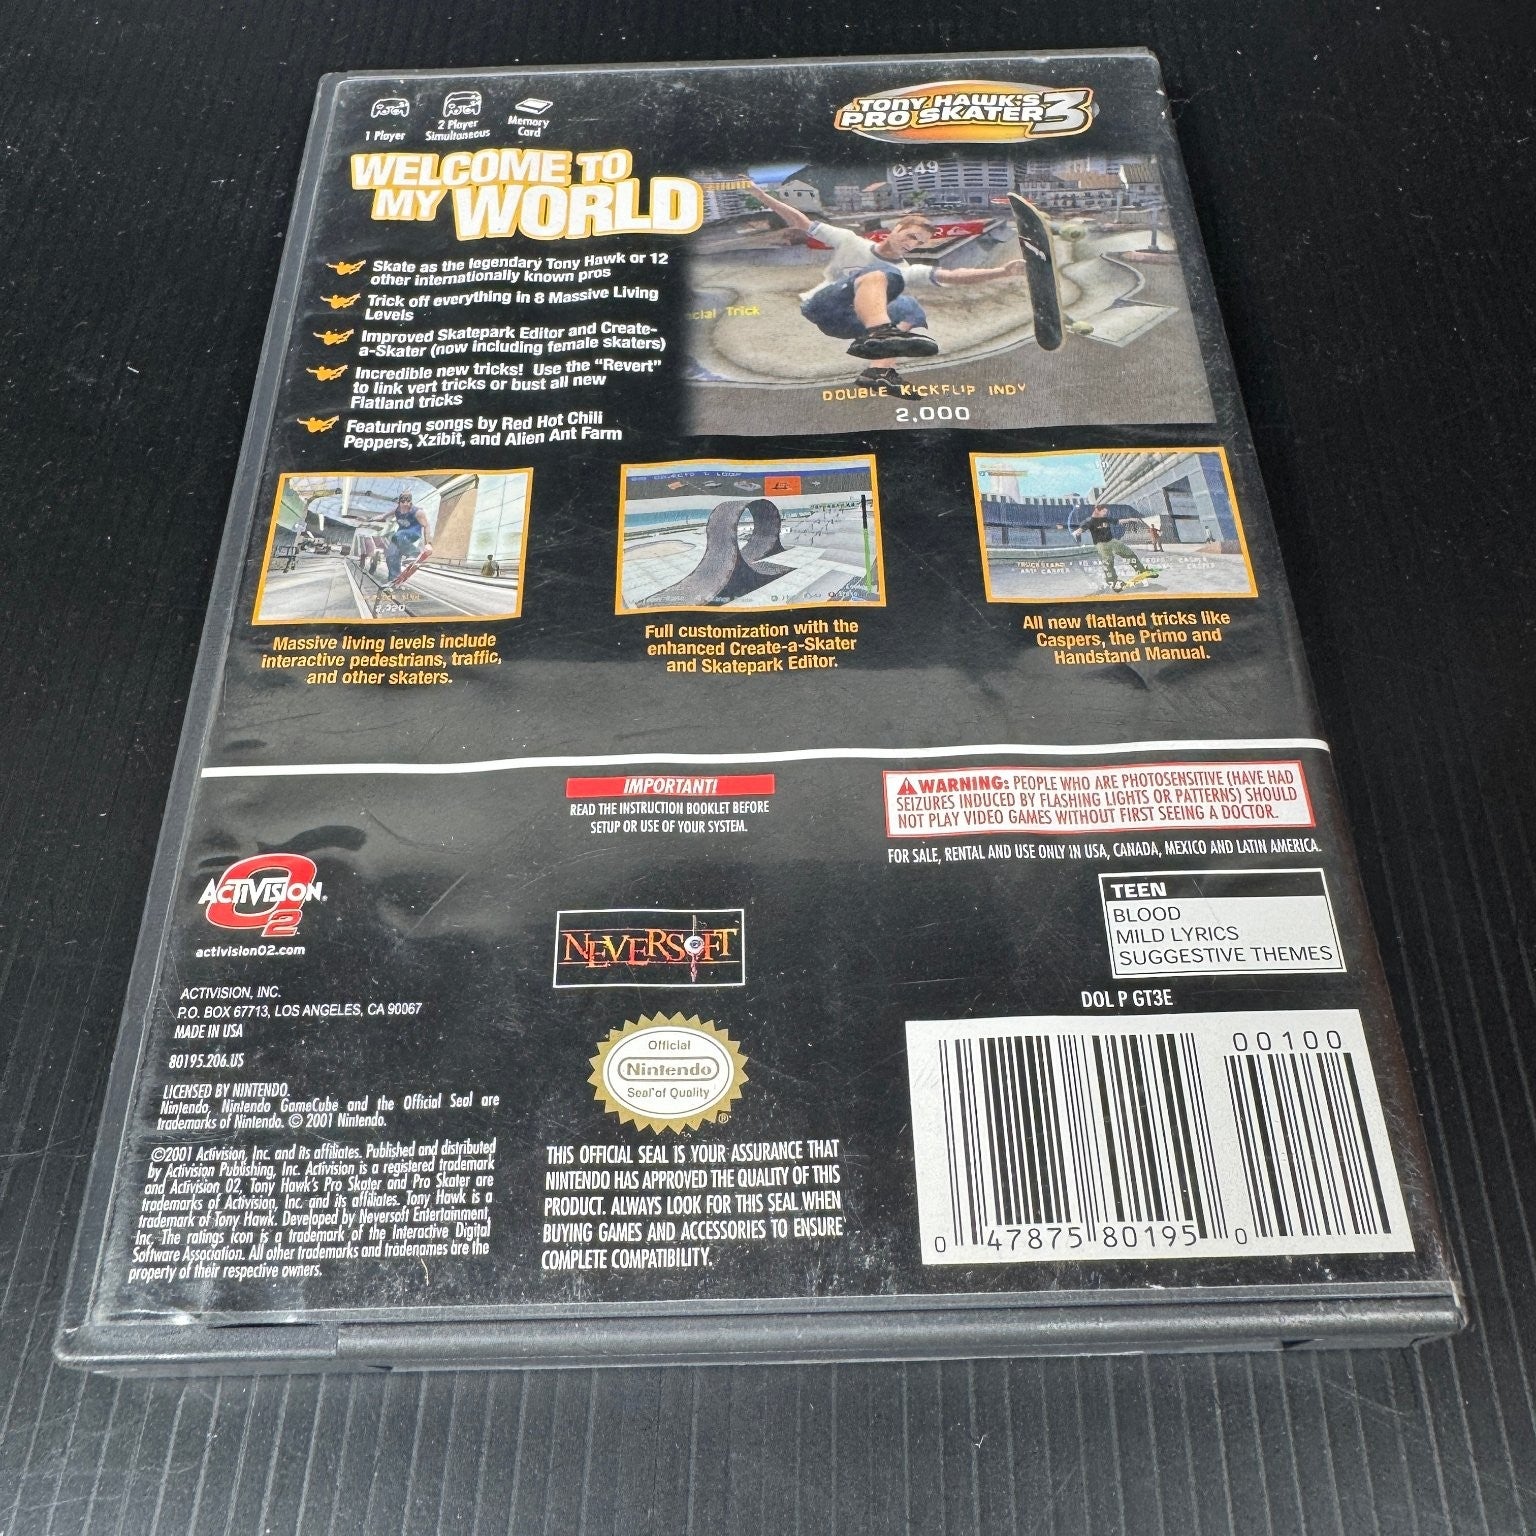 1 Player
2 Player
Simultaneous
Memory
Card
TONY HAWK'S
PRO SKATER 3
WELCOME TO
MY WORLD
Skate as the legendary Tony Hawk or 12
other internationally known pros
Trick off everything in 8 Massive Living
Levels
Improved Skatepark Editor and Create-
a-Skater (now including female skaters)
Incredible new tricks! Use the "Revert"
to link vert tricks or bust all new
Flatland tricks
Featuring songs by Red Hot Chili
Peppers, Xzibit, and Alien Ant Farm
0:49
cial Trick
DOUBLE KICKFLIP INDY
2,000
Massive living levels include
interactive pedestrians, traffic,
and other skaters.
Full customization with the
enhanced Create-a-Skater
and Skatepark Editor.
All new flatland tricks like
Caspers, the Primo and
Handstand Manual.
IMPORTANT!
READ THE INSTRUCTION BOOKLET BEFORE
SETUP OR USE OF YOUR SYSTEM.
WARNING: PEOPLE WHO ARE PHOTOSENSITIVE (HAVE HAD
SEIZURES INDUCED BY FLASHING LIGHTS OR PATTERNS) SHOULD
NOT PLAY VIDEO GAMES WITHOUT FIRST SEEING A DOCTOR.
FOR SALE, RENTAL AND USE ONLY IN USA, CANADA, MEXICO AND LATIN AMERICA.
ACTIVISION.
O2
activision02.com
NEVERSOFT
TEEN
BLOOD
MILD LYRICS
SUGGESTIVE THEMES
DOL P GT3E
ACTIVISION, INC.
P.O. BOX 67713, LOS ANGELES, CA 90067
MADE IN USA
80195.206.US
LICENSED BY NINTENDO.
Nintendo, Nintendo GameCube and the Official Seal are
trademarks of Nintendo. © 2001 Nintendo.
©2001 Activision, Inc. and its affiliates. Published and distributed
by Activision Publishing, Inc. Activision is a registered trademark
and Activision 02, Tony Hawk's Pro Skater and Pro Skater are
trademarks of Activision, Inc. and its affiliates. Tony Hawk is a
trademark of Tony Hawk. Developed by Neversoft Entertainment,
Inc. The ratings icon is a trademark of the Interactive Digital
Software Association. All other trademarks and tradenames are the
property of their respective owners.
Official
Nintendo
Seal of Quality
®
THIS OFFICIAL SEAL IS YOUR ASSURANCE THAT
NINTENDO HAS APPROVED THE QUALITY OF THIS
PRODUCT. ALWAYS LOOK FOR THIS SEAL WHEN
BUYING GAMES AND ACCESSORIES TO ENSURE
COMPLETE COMPATIBILITY.
00100
0 47875 80195 0